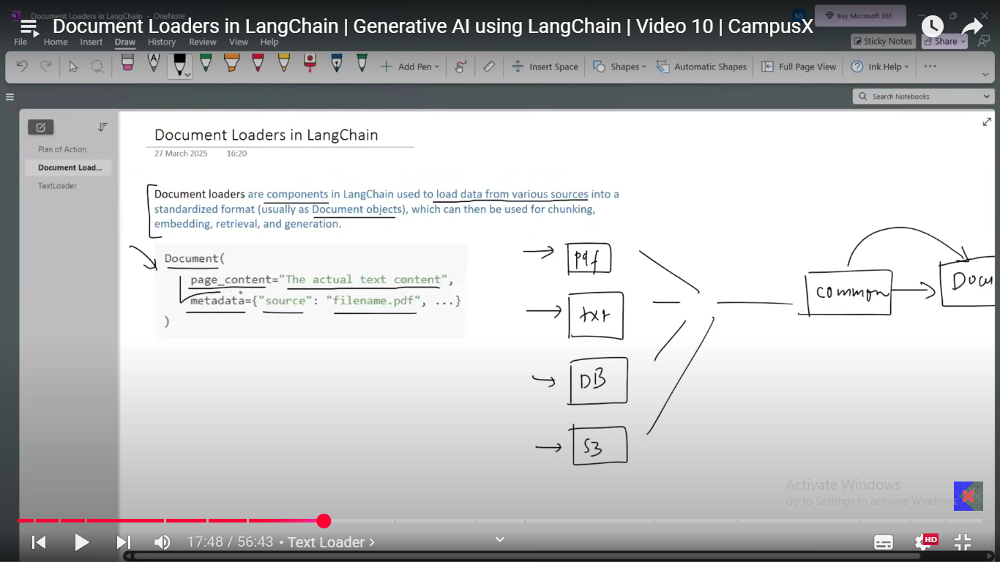 Document Loaders in LangChain - OneNote
NS
Buy Microsoft 365
Document Loaders in LangChain | Generative AI using LangChain | Video 10 | CampusX
File Home Insert Draw History Review View Help
Sticky Notes
Share
Add Pen
Insert Space
Shapes
Automatic Shapes
Full Page View
Ink Help
Search Notebooks
Plan of Action
Document Load...
TextLoader
Document Loaders in LangChain
27 March 2025 16:20
Document loaders are components in LangChain used to load data from various sources into a
standardized format (usually as Document objects), which can then be used for chunking,
embedding, retrieval, and generation.
Document(
page_content="The actual text content",
metadata={"source": "filename.pdf", ...}
)
pdf
txt
DB
S3
common
Docu
Activate Windows
Go to Settings to activate Windows.
17:48 / 56:43 • Text Loader
HD